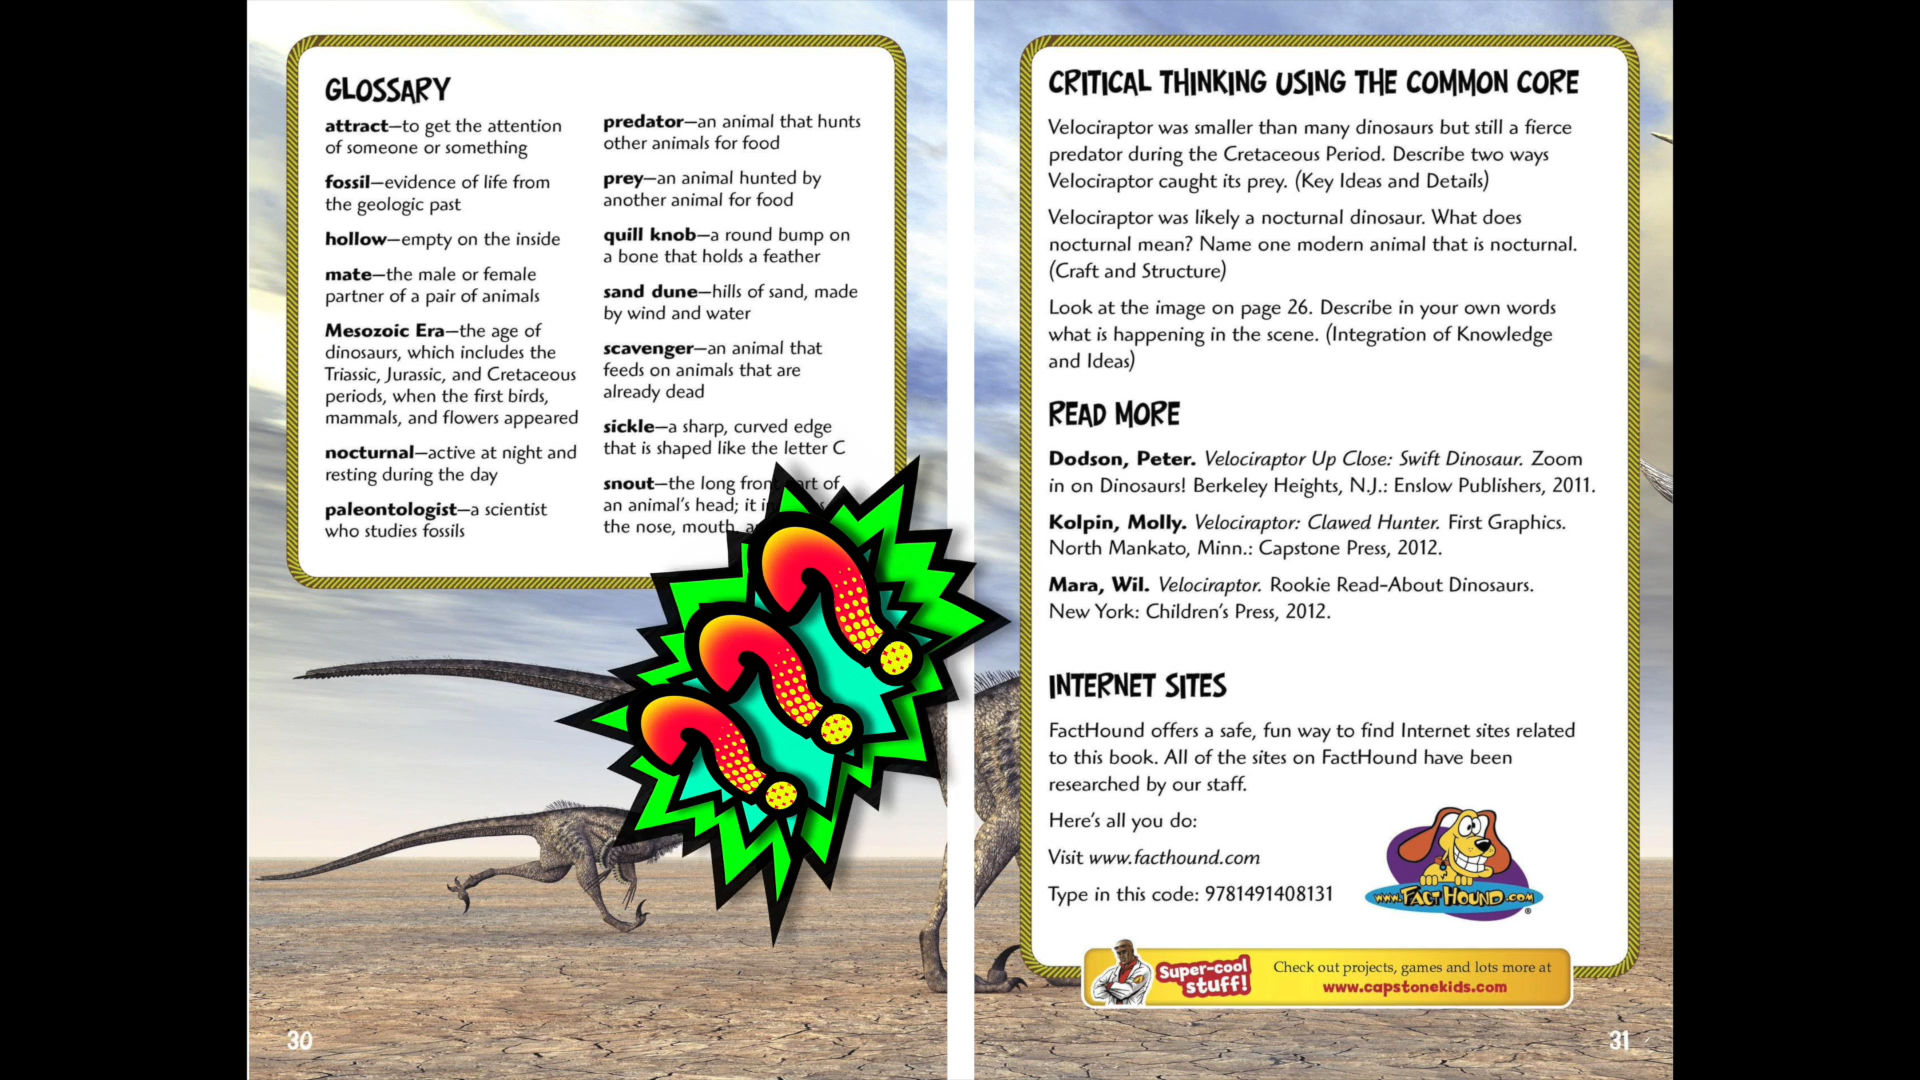 GLOSSARY
attract—to get the attention
of someone or something
fossil—evidence of life from
the geologic past
hollow—empty on the inside
mate—the male or female
partner of a pair of animals
Mesozoic Era—the age of
dinosaurs, which includes the
Triassic, Jurassic, and Cretaceous
periods, when the first birds,
mammals, and flowers appeared
nocturnal—active at night and
resting during the day
paleontologist—a scientist
who studies fossils
predator—an animal that hunts
other animals for food
prey—an animal hunted by
another animal for food
quill knob—a round bump on
a bone that holds a feather
sand dune—hills of sand, made
by wind and water
scavenger—an animal that
feeds on animals that are
already dead
sickle—a sharp, curved edge
that is shaped like the letter C
snout—the long front part of
an animal's head; it
the nose, mouth,
???
30
CRITICAL THINKING USING THE COMMON CORE
Velociraptor was smaller than many dinosaurs but still a fierce
predator during the Cretaceous Period. Describe two ways
Velociraptor caught its prey. (Key Ideas and Details)
Velociraptor was likely a nocturnal dinosaur. What does
nocturnal mean? Name one modern animal that is nocturnal.
(Craft and Structure)
Look at the image on page 26. Describe in your own words
what is happening in the scene. (Integration of Knowledge
and Ideas)
READ MORE
Dodson, Peter. Velociraptor Up Close: Swift Dinosaur. Zoom
in on Dinosaurs! Berkeley Heights, N.J.: Enslow Publishers, 2011.
Kolpin, Molly. Velociraptor: Clawed Hunter. First Graphics.
North Mankato, Minn.: Capstone Press, 2012.
Mara, Wil. Velociraptor. Rookie Read-About Dinosaurs.
New York: Children's Press, 2012.
INTERNET SITES
FactHound offers a safe, fun way to find Internet sites related
to this book. All of the sites on FactHound have been
researched by our staff.
Here's all you do:
Visit www.facthound.com
Type in this code: 9781491408131
www.FACT HOUND.com®
Super-cool
stuff!
Check out projects, games and lots more at
www.capstonekids.com
31